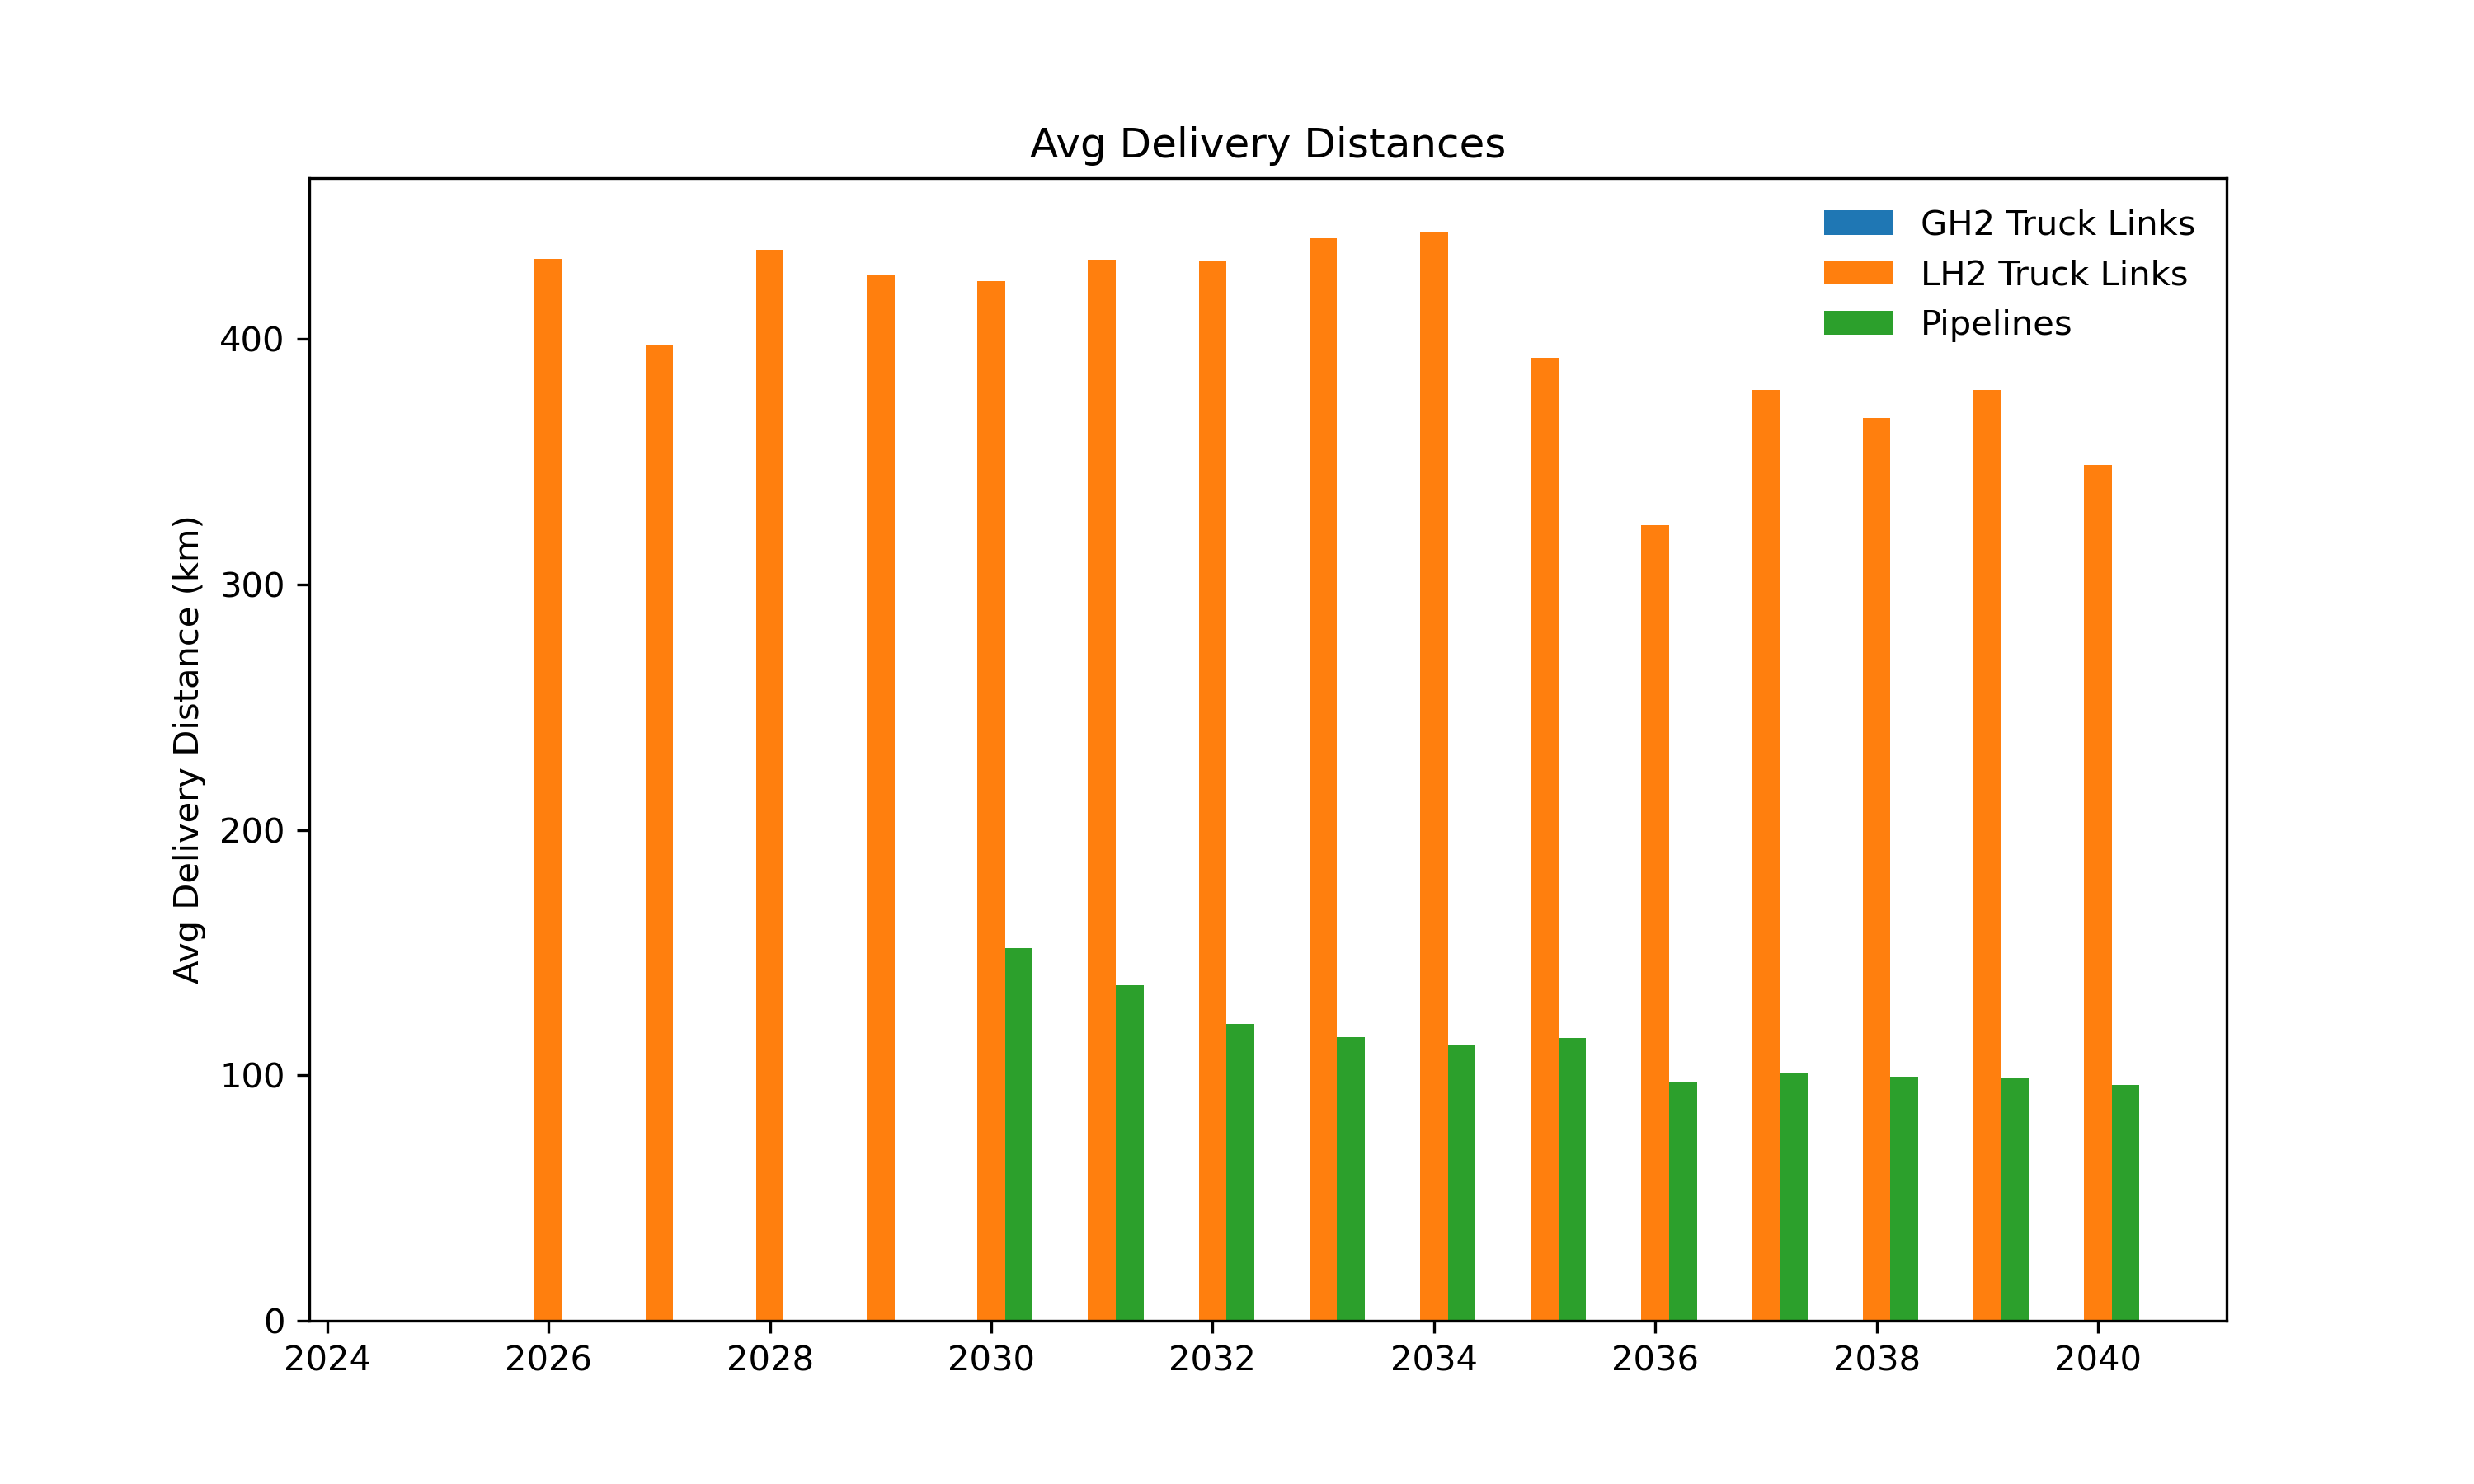 Avg Delivery Distances
GH2 Truck Links
LH2 Truck Links
Pipelines
Avg Delivery Distance (km)
400
300
200
100
0
2024 2026 2028 2030 2032 2034 2036 2038 2040